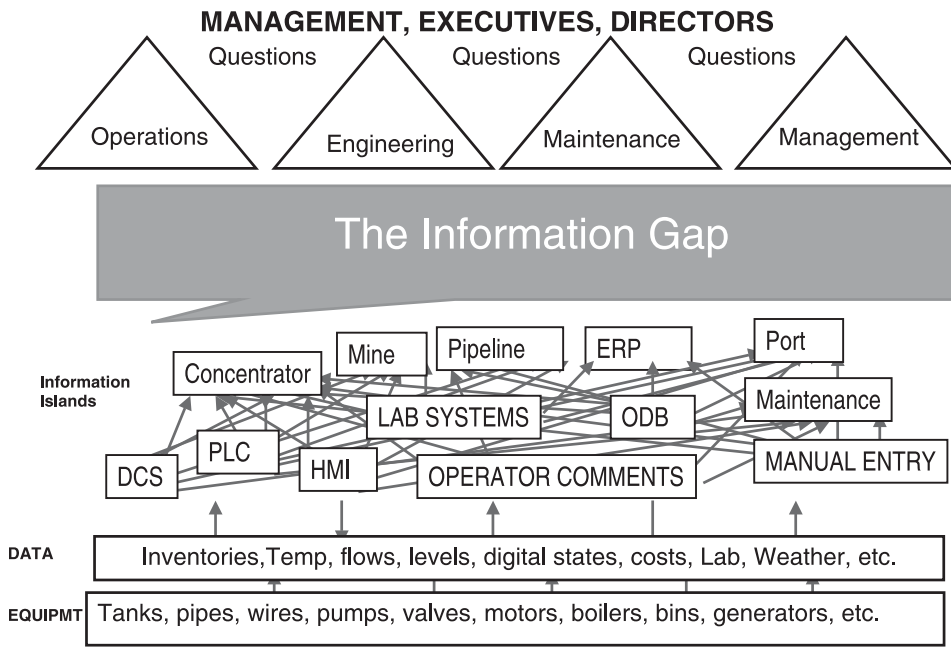 MANAGEMENT, EXECUTIVES, DIRECTORS
Questions
Questions
Questions
Operations
Engineering
Maintenance
Management
The Information Gap
Information
Islands
Concentrator
Mine
Pipeline
ERP
Port
LAB SYSTEMS
ODB
Maintenance
DCS
PLC
HMI
OPERATOR COMMENTS
MANUAL ENTRY
DATA
Inventories,Temp, flows, levels, digital states, costs, Lab, Weather, etc.
EQUIPMT
Tanks, pipes, wires, pumps, valves, motors, boilers, bins, generators, etc.